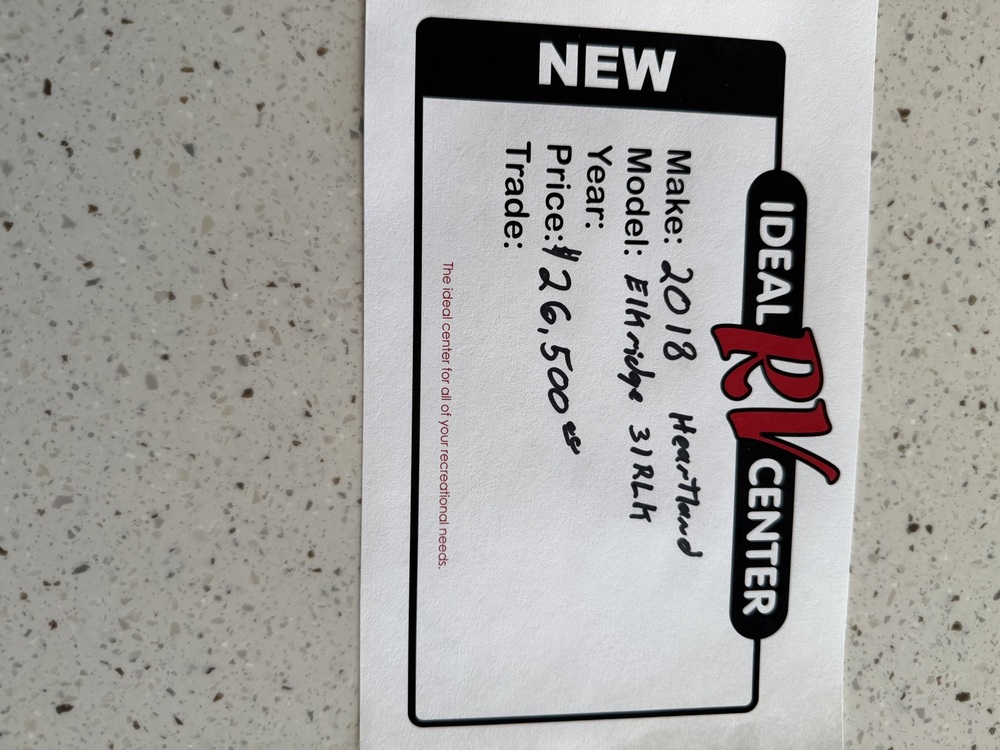 IDEAL RV CENTER
NEW
Make: 2018 Heartland
Model: Elkridge 31RLK
Year:
Price: $26,500 00
Trade:
The ideal center for all of your recreational needs.